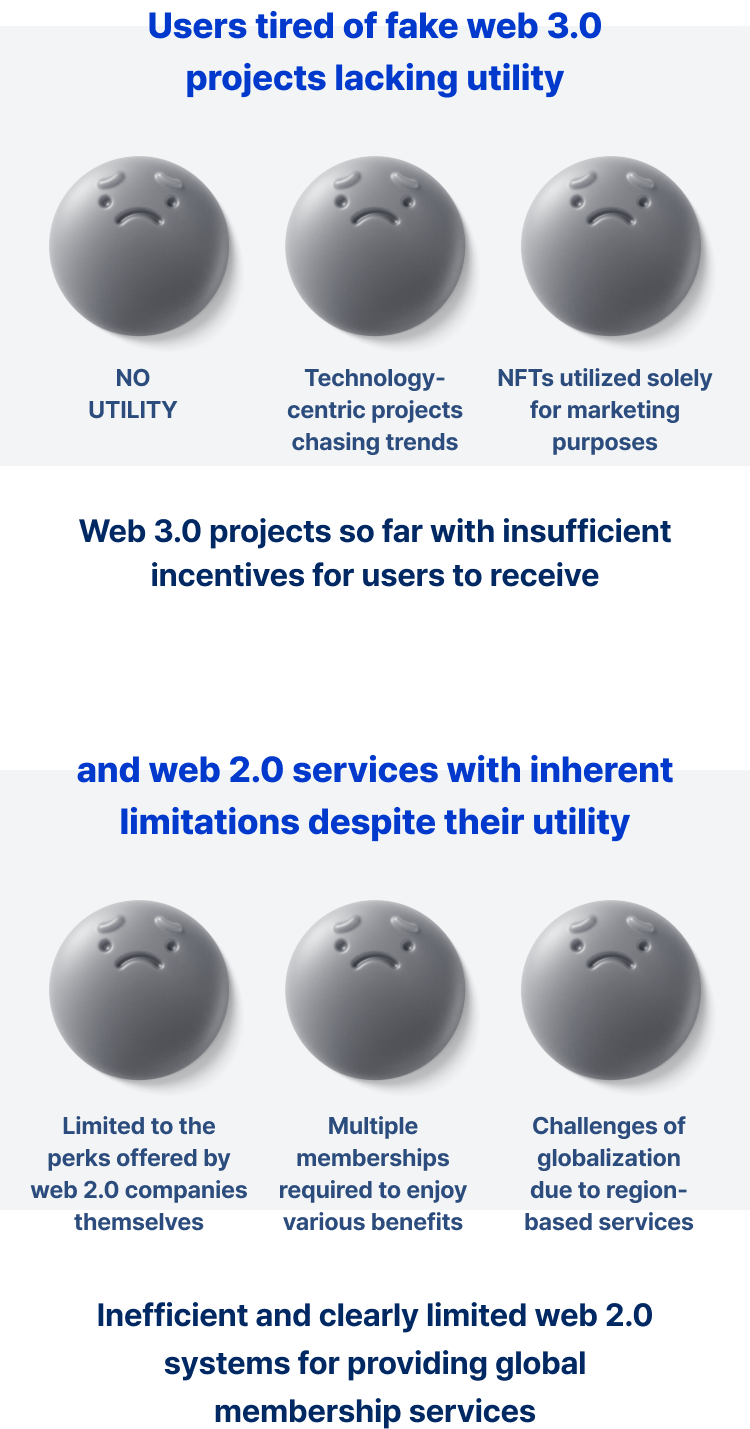 Users tired of fake web 3.0
projects lacking utility
NO
UTILITY
Technology-
centric projects
chasing trends
NFTs utilized solely
for marketing
purposes
Web 3.0 projects so far with insufficient
incentives for users to receive
and web 2.0 services with inherent
limitations despite their utility
Limited to the
perks offered by
web 2.0 companies
themselves
Multiple
memberships
required to enjoy
various benefits
Challenges of
globalization
due to region-
based services
Inefficient and clearly limited web 2.0
systems for providing global
membership services